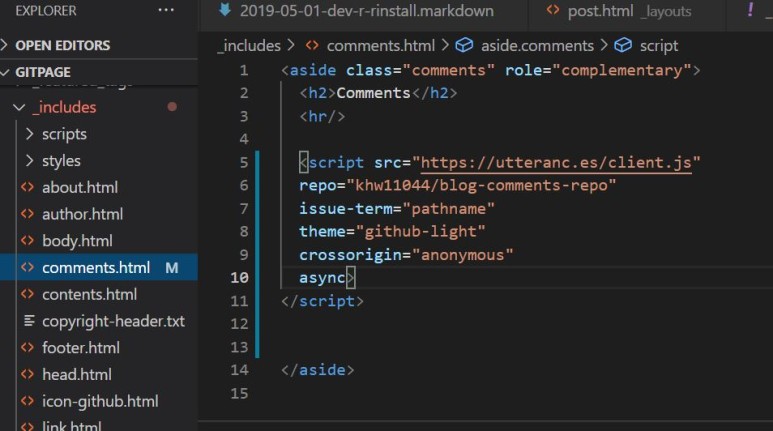 EXPLORER
OPEN EDITORS
GITPAGE
_includes
scripts
styles
about.html
author.html
body.html
comments.html M
contents.html
copyright-header.txt
footer.html
head.html
icon-github.html
link.html
2019-05-01-dev-r-rinstall.markdown
post.html _layouts
_includes > comments.html > aside.comments > script
1 <aside class="comments" role="complementary">
2 <h2>Comments</h2>
3 <hr/>
4
5 <script src="https://utteranc.es/client.js"
6 repo="khw11044/blog-comments-repo"
7 issue-term="pathname"
8 theme="github-light"
9 crossorigin="anonymous"
10 async>
11 </script>
12
13
14 </aside>
15